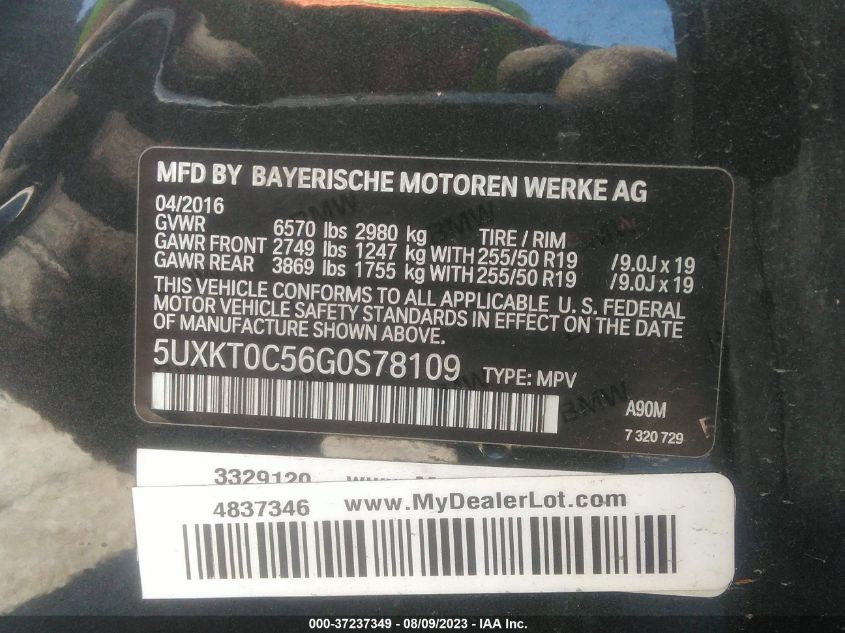 MFD BY BAYERISCHE MOTOREN WERKE AG
04/2016
GVWR 6570 lbs 2980 kg TIRE / RIM
GAWR FRONT 2749 lbs 1247 kg WITH 255/50 R19 /9.0J x 19
GAWR REAR 3869 lbs 1755 kg WITH 255/50 R19 /9.0J x 19
THIS VEHICLE CONFORMS TO ALL APPLICABLE U. S. FEDERAL
MOTOR VEHICLE SAFETY STANDARDS IN EFFECT ON THE DATE
OF MANUFACTURE SHOWN ABOVE.
5UXKT0C56G0S78109 TYPE: MPV
A90M
7 320 729
3329120
4837346 www.MyDealerLot.com
000-37237349 - 08/09/2023 - IAA Inc.